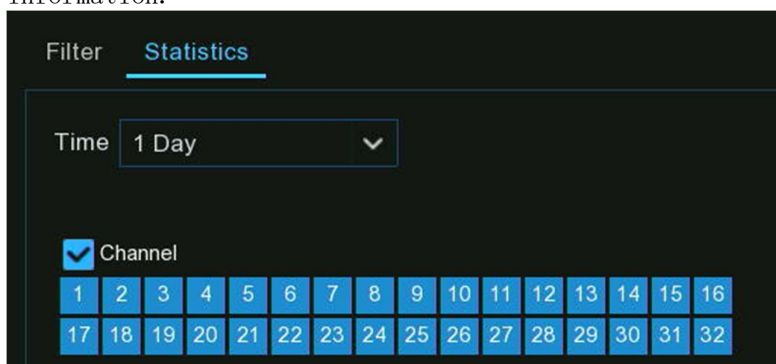 Information.
Filter Statistics
Time 1 Day
Channel
1 2 3 4 5 6 7 8 9 10 11 12 13 14 15 16
17 18 19 20 21 22 23 24 25 26 27 28 29 30 31 32